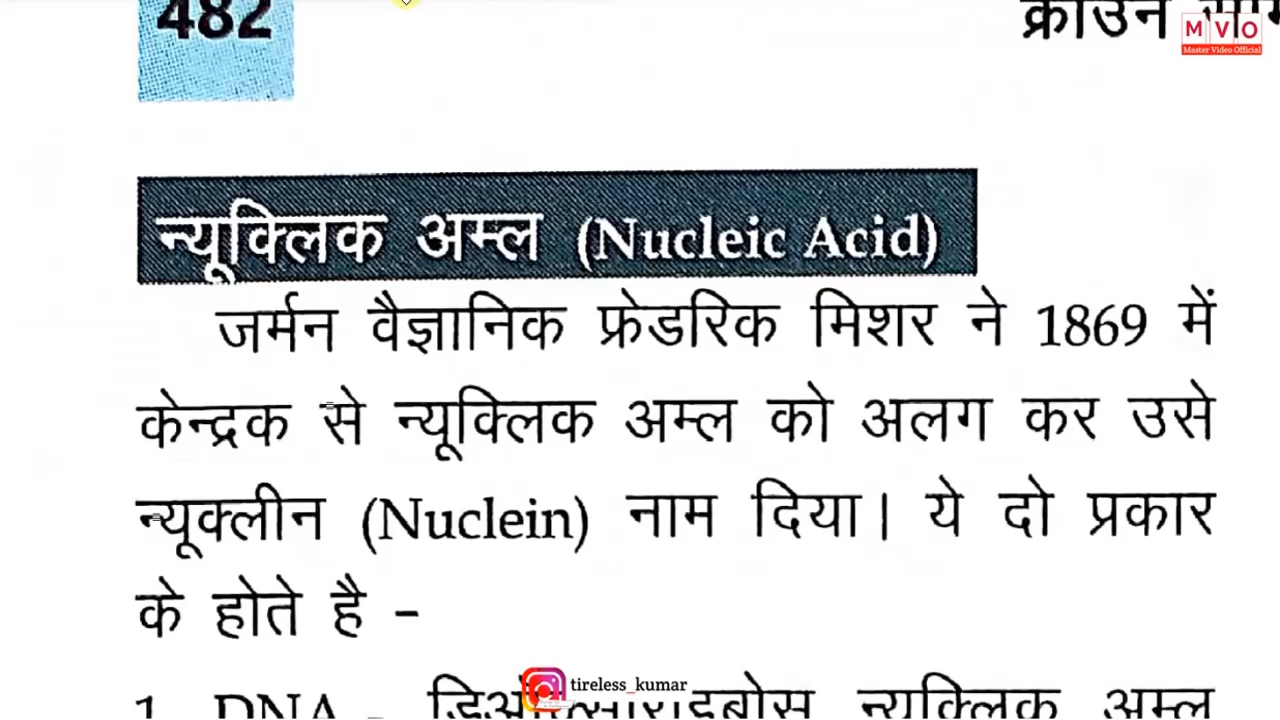 482
क्राउन
M V O
Master Video Official
न्यूक्लिक अम्ल (Nucleic Acid)
जर्मन वैज्ञानिक फ्रेडरिक मिशर ने 1869 में
केन्द्रक से न्यूक्लिक अम्ल को अलग कर उसे
न्यूक्लीन (Nuclein) नाम दिया। ये दो प्रकार
के होते है -
1. DNA - न्यूक्लिक अम्ल
tireless_kumar